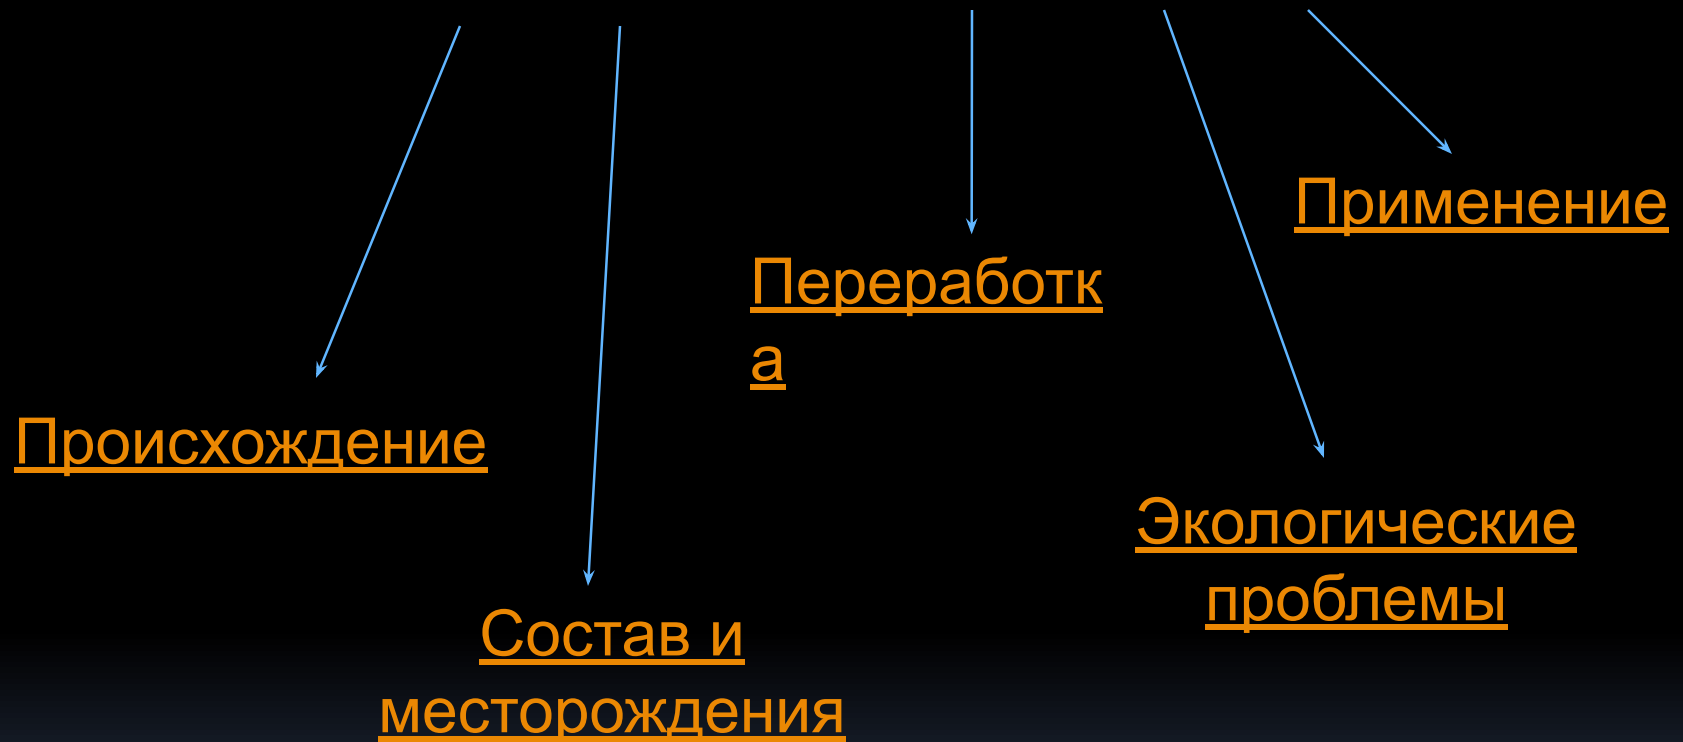 Применение
Переработк
а
Происхождение
Экологические
проблемы
Состав и
месторождения